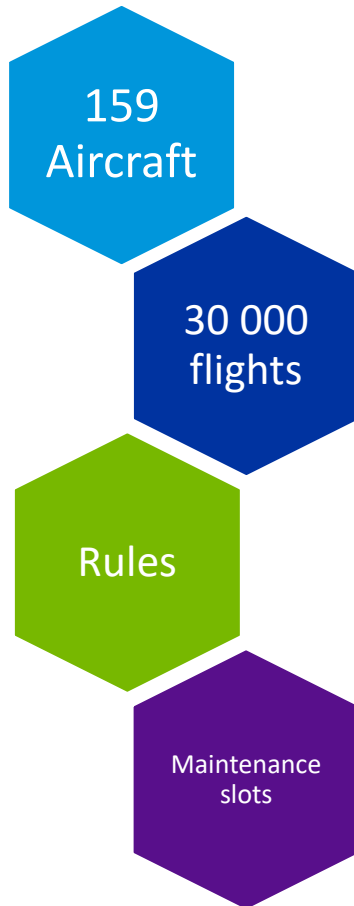 159
Aircraft
30 000
flights
Rules
Maintenance
slots